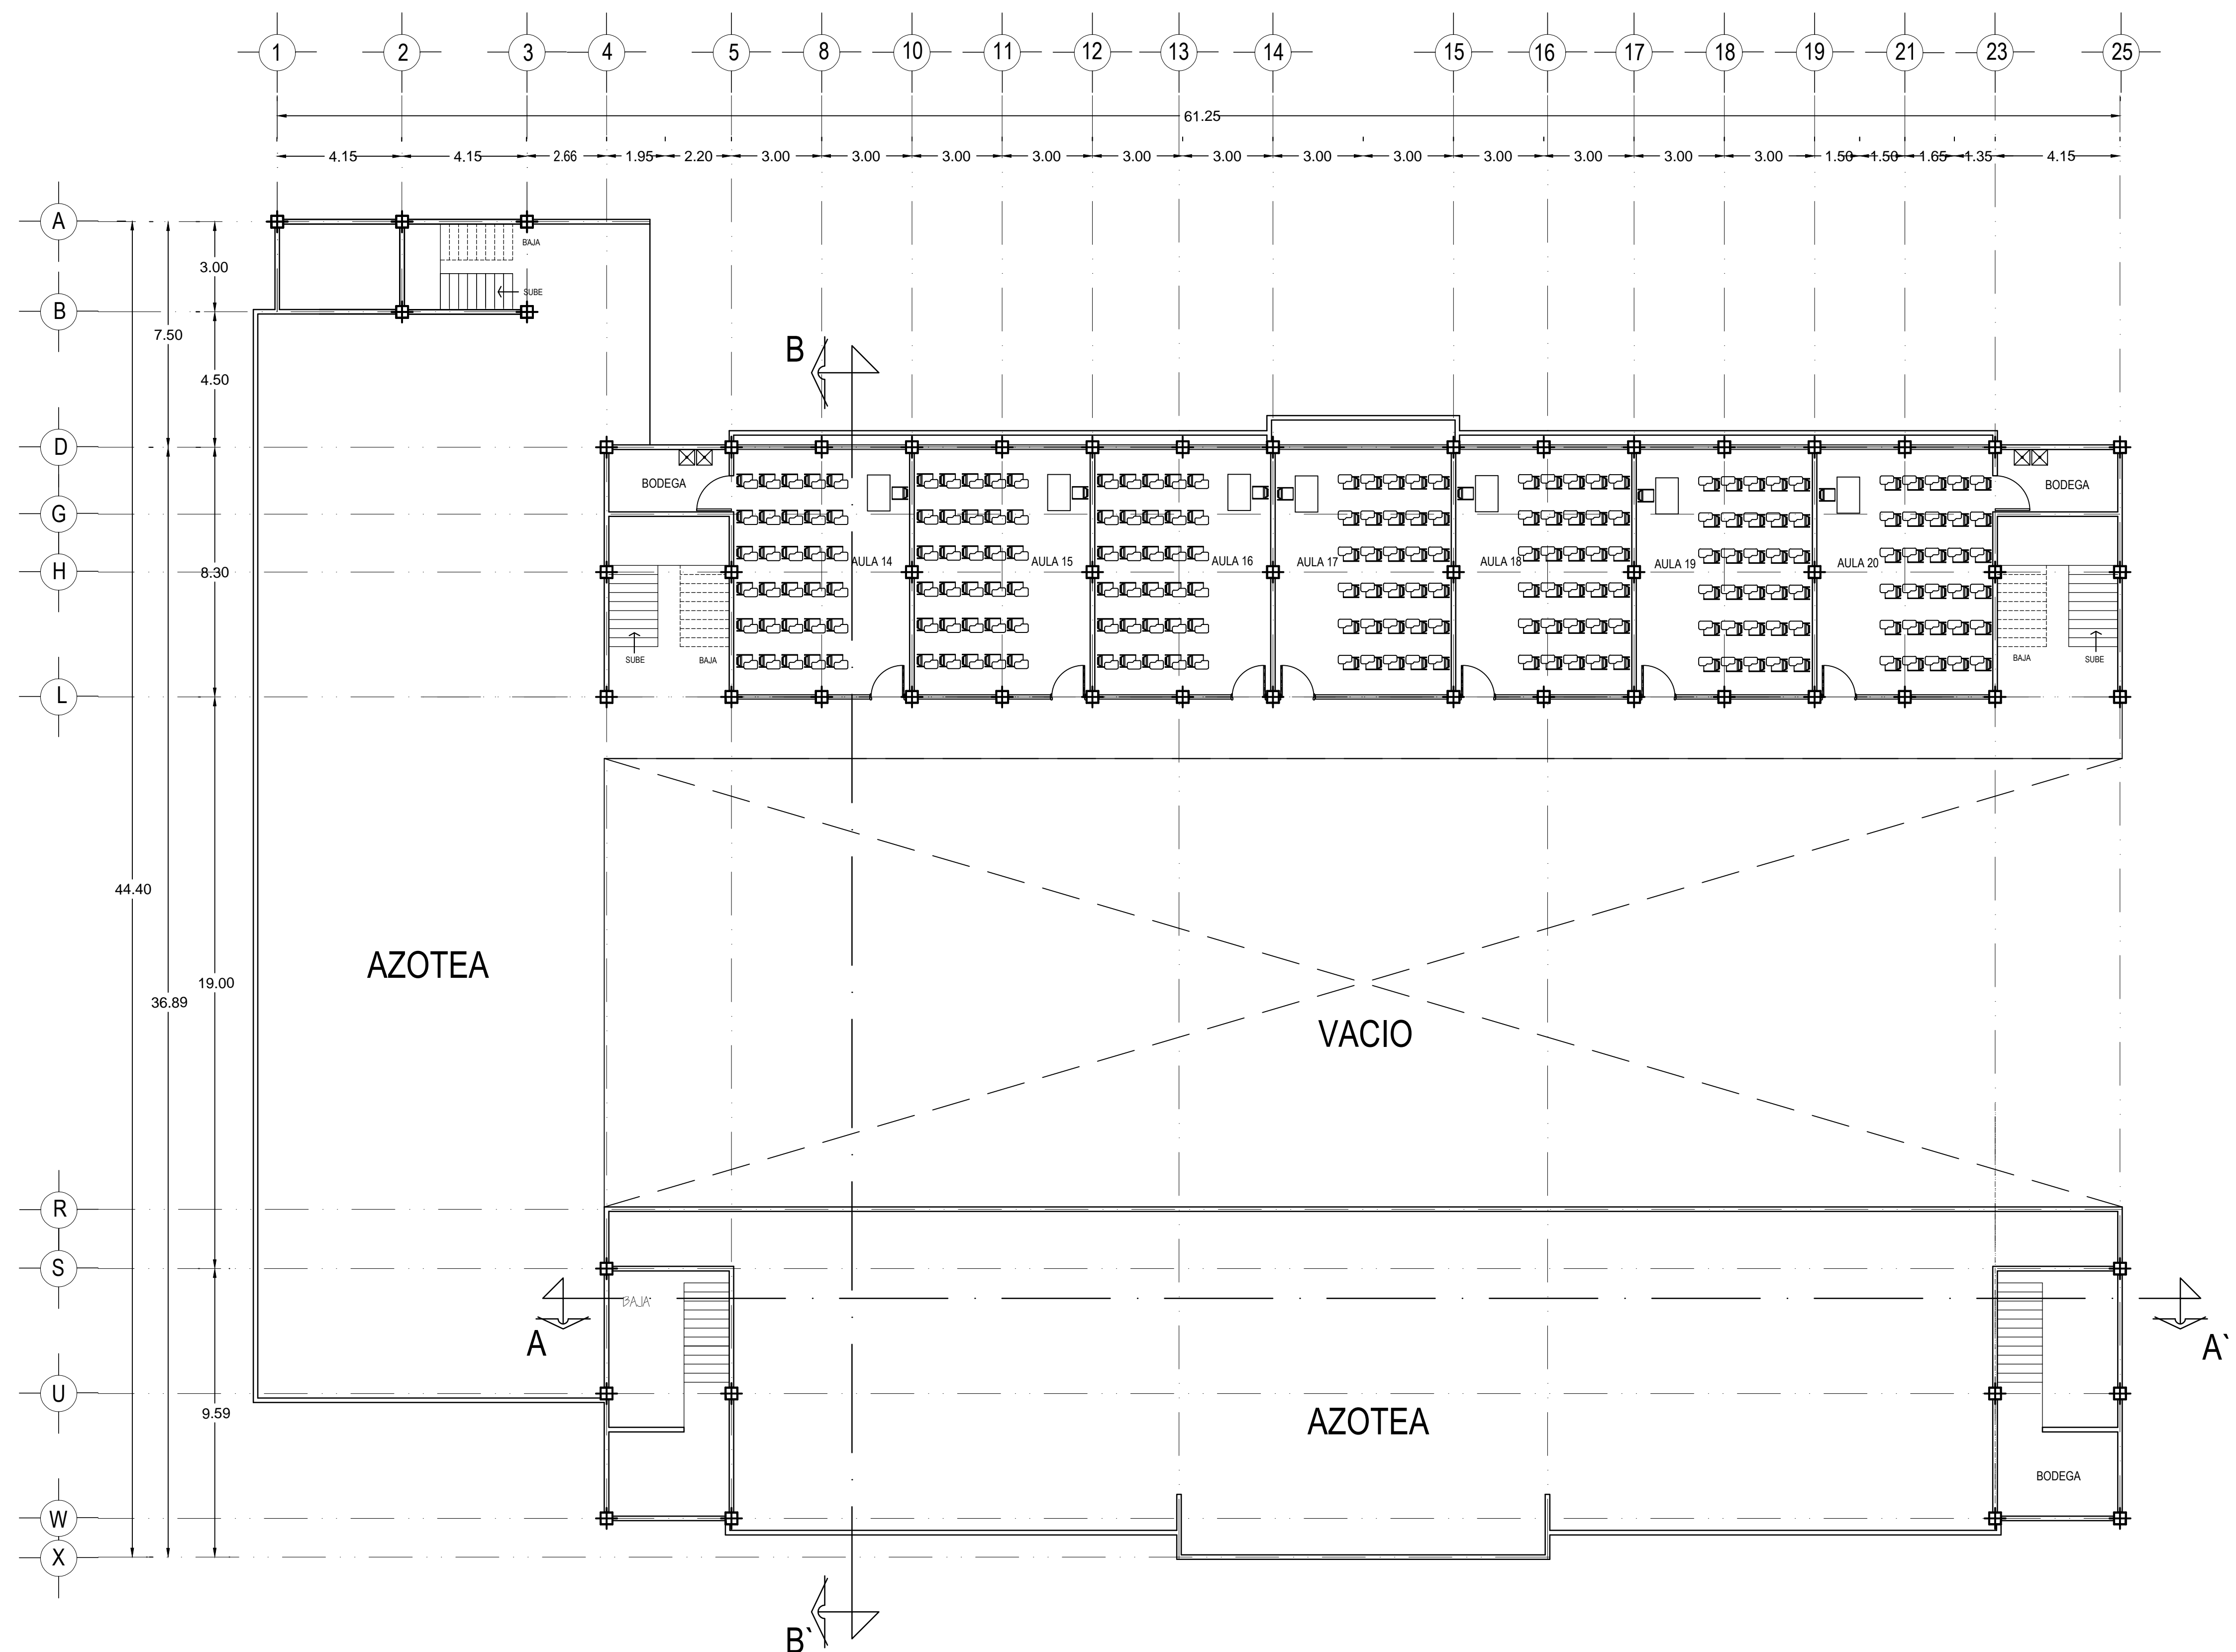 1 2 3 4 5 8 10 11 12 13 14 15 16 17 18 19 21 23 25
61.25
4.15 4.15 2.66 1.95 2.20 3.00 3.00 3.00 3.00 3.00 3.00 3.00 3.00 3.00 3.00 3.00 3.00 1.50 1.50 1.65 1.35 4.15
A
BAJA
3.00
SUBE
B
7.50
B
4.50
D
BODEGA BODEGA
G
AULA 14 AULA 15 AULA 16 AULA 17 AULA 18 AULA 19 AULA 20
H
8.30
SUBE BAJA BAJA SUBE
L
44.40
AZOTEA
19.00
36.89
VACIO
R
S
BAJA
A A`
U
9.59
AZOTEA
BODEGA
W
X
B`